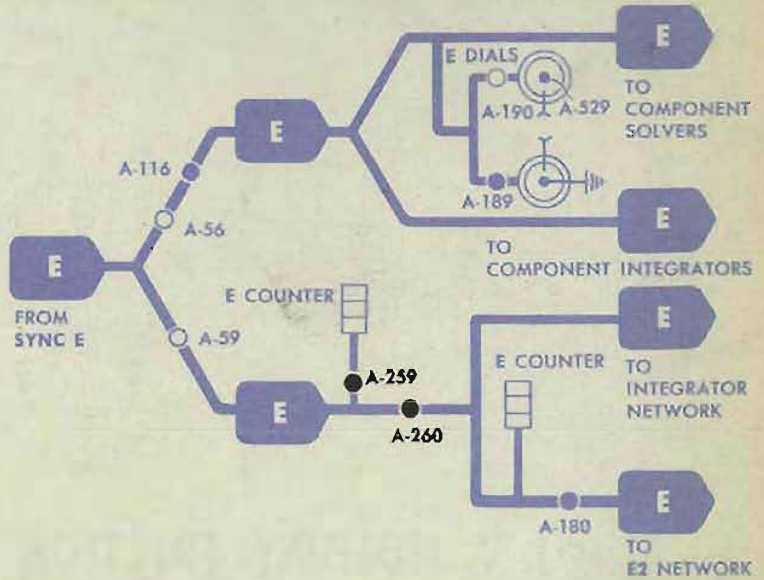 E
TO
COMPONENT
SOLVERS
E DIALS
A-190
A-529
E
A-116
A-189
A-56
E
TO
COMPONENT INTEGRATORS
E
FROM
SYNC E
E COUNTER
A-59
E
TO
INTEGRATOR
NETWORK
E COUNTER
A-259
E
A-260
E
A-180
TO
E2 NETWORK